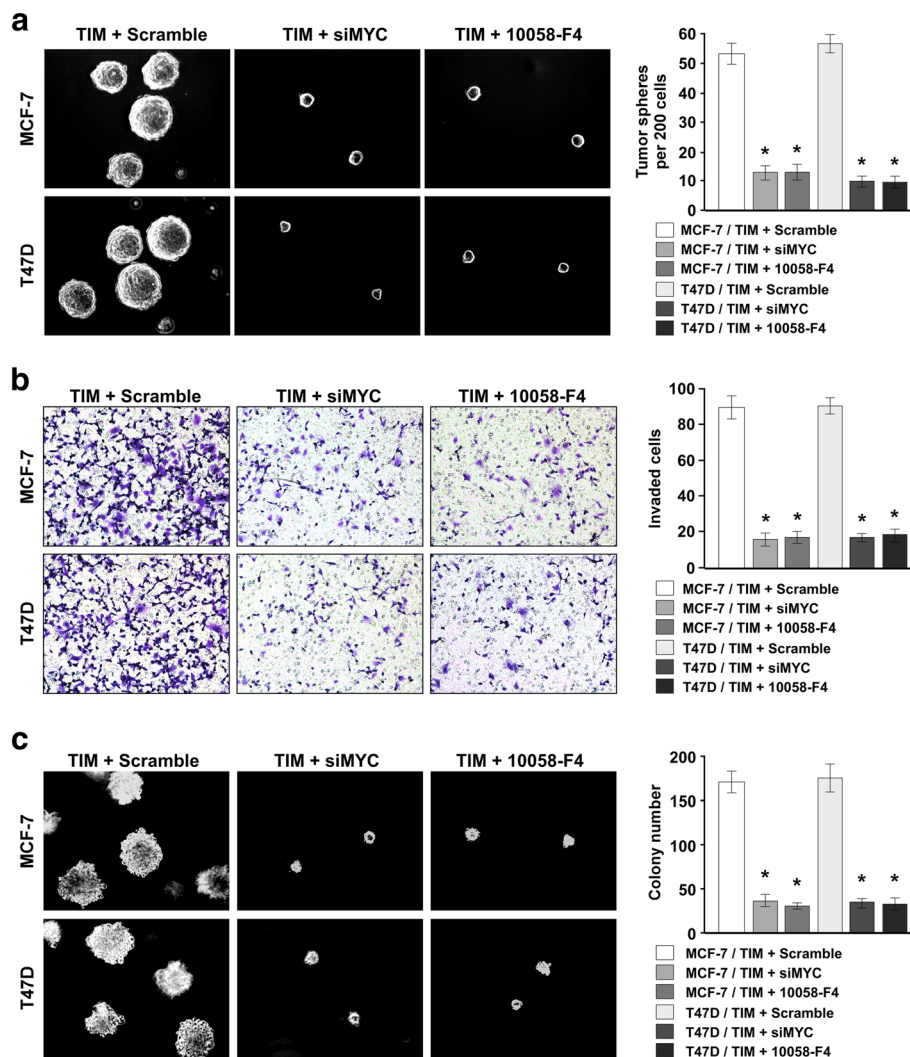 a
TIM + Scramble
TIM + siMYC
TIM + 10058-F4
MCF-7
T47D
Tumor spheres
per 200 cells
60
50
40
30
20
10
0
*
*
*
*
MCF-7 / TIM + Scramble
MCF-7 / TIM + siMYC
MCF-7 / TIM + 10058-F4
T47D / TIM + Scramble
T47D / TIM + siMYC
T47D / TIM + 10058-F4
b
TIM + Scramble
TIM + siMYC
TIM + 10058-F4
MCF-7
T47D
Invaded cells
100
80
60
40
20
0
*
*
*
*
MCF-7 / TIM + Scramble
MCF-7 / TIM + siMYC
MCF-7 / TIM + 10058-F4
T47D / TIM + Scramble
T47D / TIM + siMYC
T47D / TIM + 10058-F4
c
TIM + Scramble
TIM + siMYC
TIM + 10058-F4
MCF-7
T47D
Colony number
200
150
100
50
0
*
*
*
*
MCF-7 / TIM + Scramble
MCF-7 / TIM + siMYC
MCF-7 / TIM + 10058-F4
T47D / TIM + Scramble
T47D / TIM + siMYC
T47D / TIM + 10058-F4